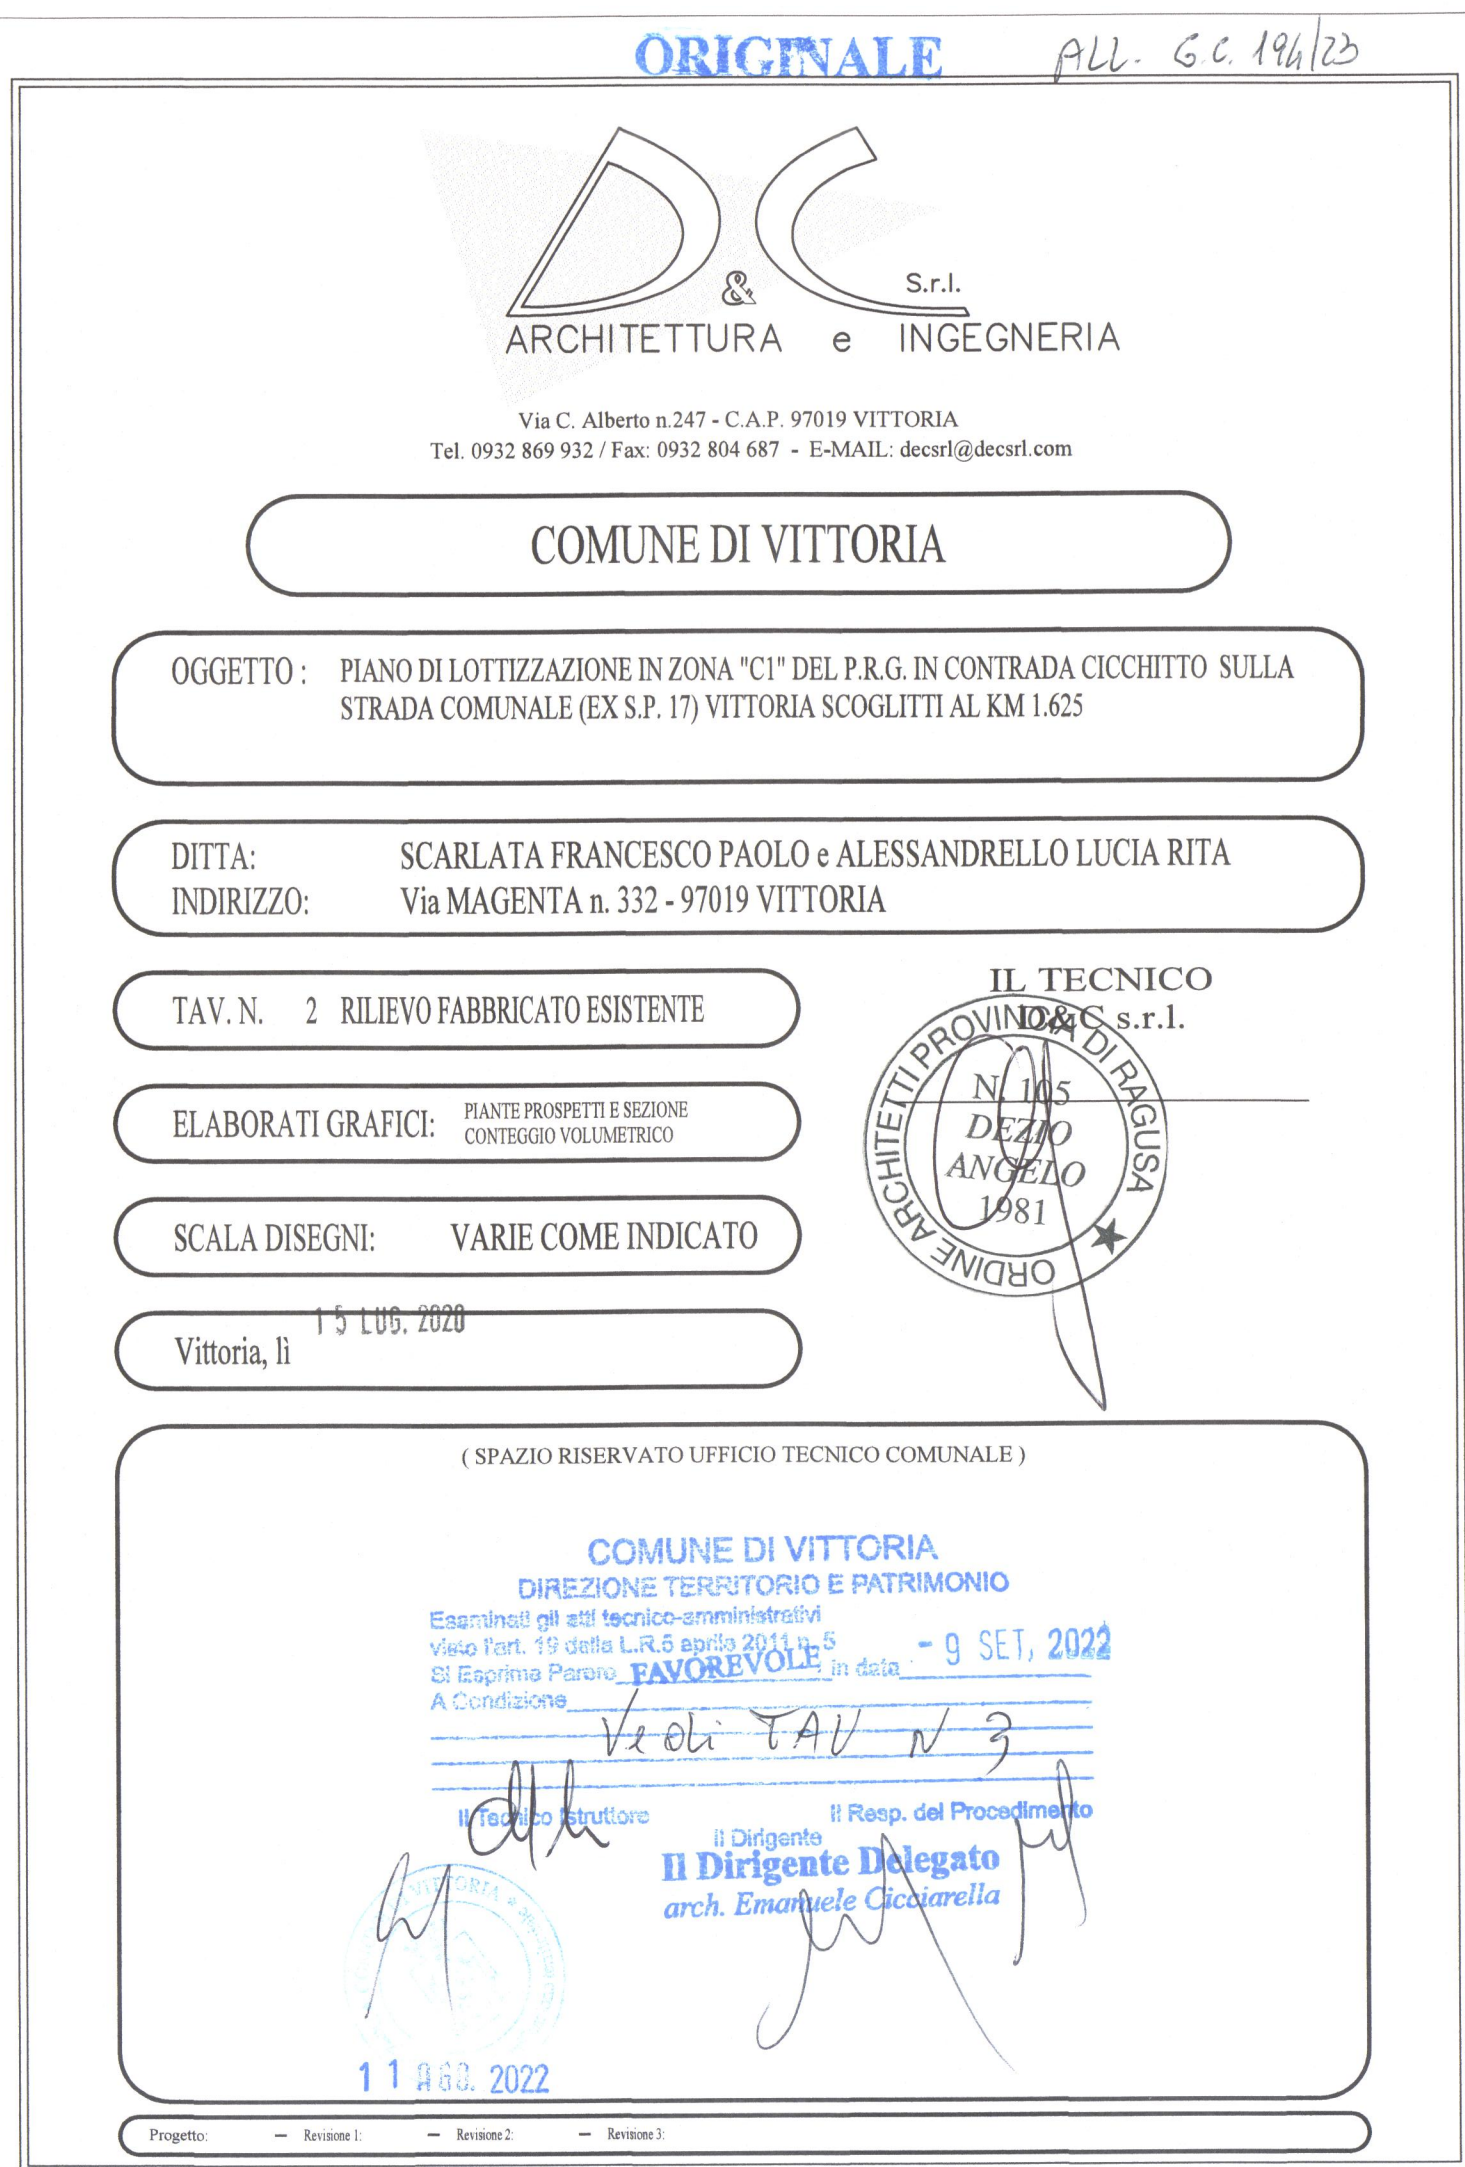 ORIGINALE
ALL. G.C. 194/23
D&C S.r.l.
ARCHITETTURA e INGEGNERIA
Via C. Alberto n.247 - C.A.P. 97019 VITTORIA
Tel. 0932 869 932 / Fax: 0932 804 687 - E-MAIL: decsrl@decsrl.com
COMUNE DI VITTORIA
OGGETTO : PIANO DI LOTTIZZAZIONE IN ZONA "C1" DEL P.R.G. IN CONTRADA CICCHITTO SULLA
STRADA COMUNALE (EX S.P. 17) VITTORIA SCOGLITTI AL KM 1.625
DITTA: SCARLATA FRANCESCO PAOLO e ALESSANDRELLO LUCIA RITA
INDIRIZZO: Via MAGENTA n. 332 - 97019 VITTORIA
TAV. N. 2 RILIEVO FABBRICATO ESISTENTE
IL TECNICO
D&C s.r.l.
ORDINE ARCHITETTI PROVINCIA DI RAGUSA
N. 105
DEZIO
ANGELO
1981
ELABORATI GRAFICI: PIANTE PROSPETTI E SEZIONE
CONTEGGIO VOLUMETRICO
SCALA DISEGNI: VARIE COME INDICATO
Vittoria, lì 15 LUG. 2020
( SPAZIO RISERVATO UFFICIO TECNICO COMUNALE )
COMUNE DI VITTORIA
DIREZIONE TERRITORIO E PATRIMONIO
Esaminati gli atti tecnico-amministrativi
visto l'art. 19 della L.R.5 aprile 2011 n. 5
Si Esprime Parere FAVOREVOLE in data - 9 SET, 2022
A Condizione
Vedi TAV N 3
Il Tecnico Istruttore
Il Resp. del Procedimento
Il Dirigente
Il Dirigente Delegato
arch. Emanuele Cicciarella
VITTORIA
11 AGO. 2022
Progetto: – Revisione 1: – Revisione 2: – Revisione 3: